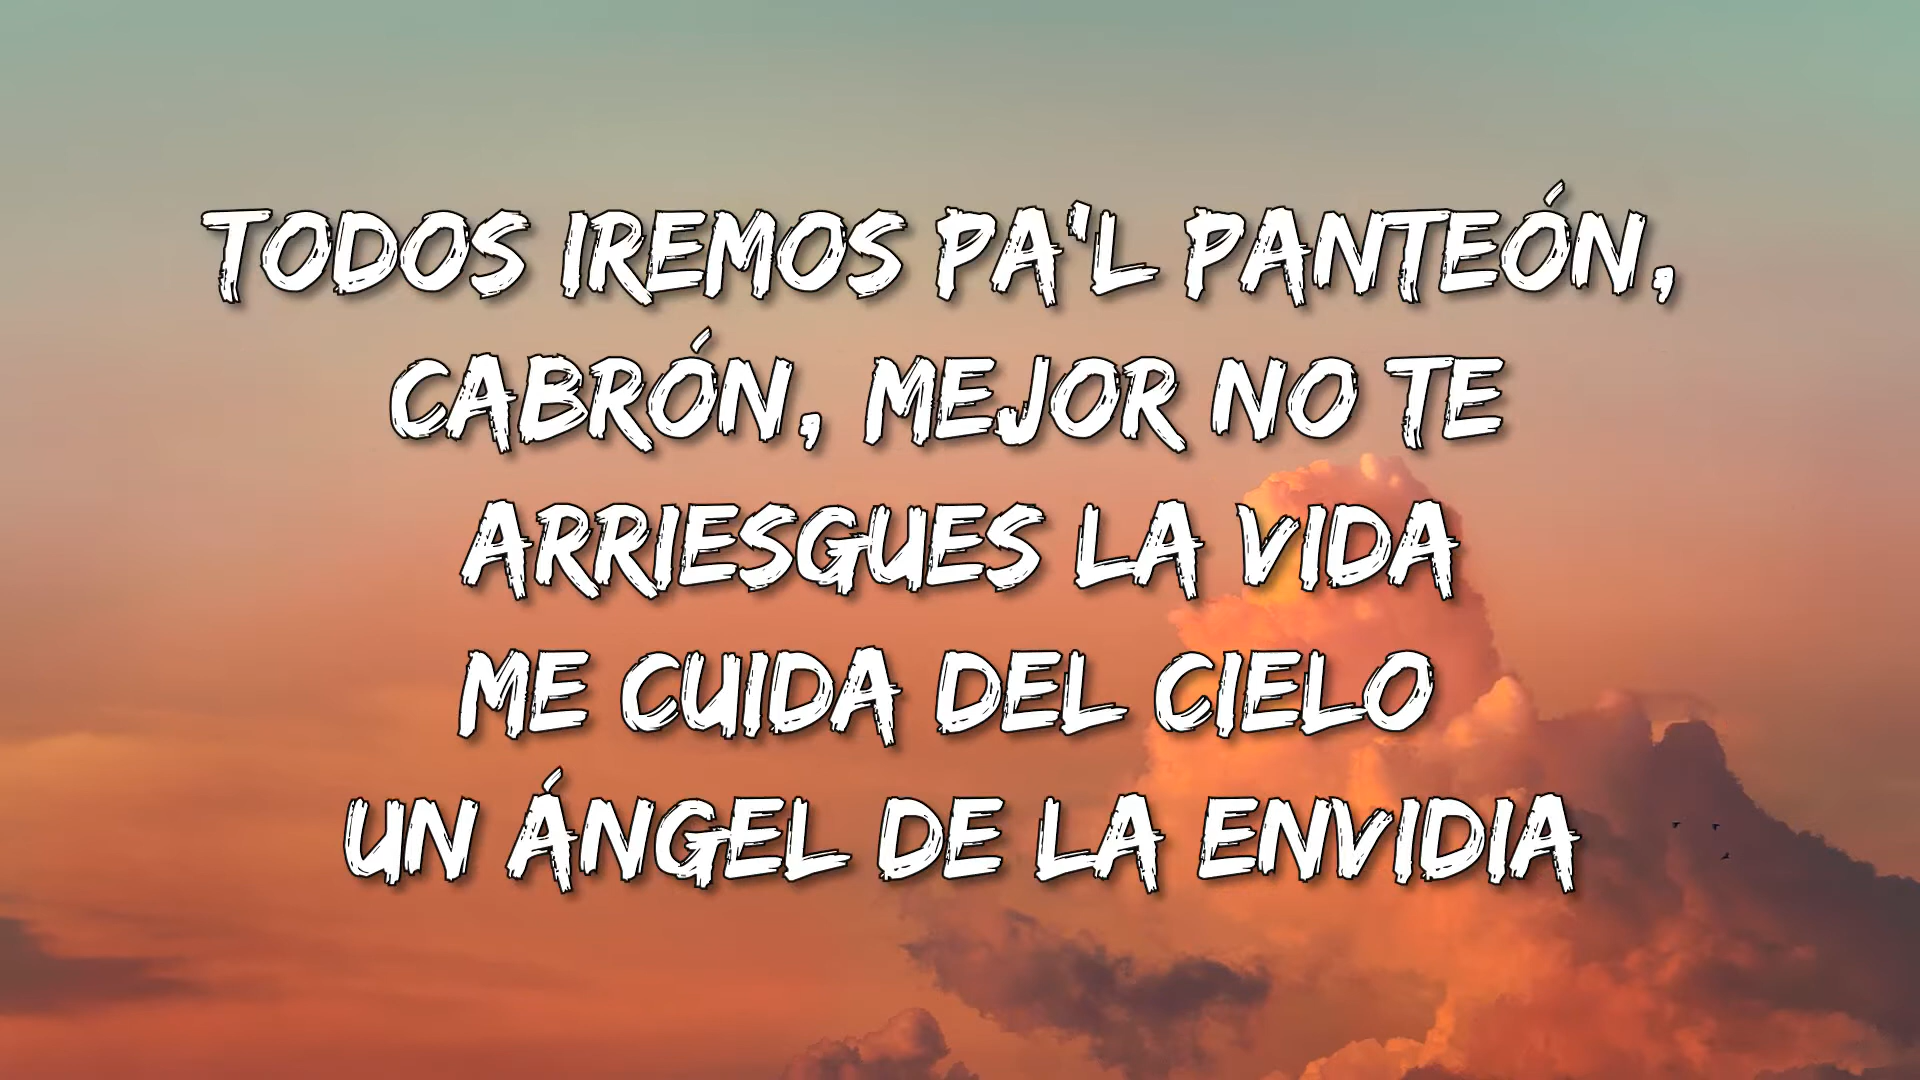 TODOS IREMOS PA'L PANTEÓN,
CABRÓN, MEJOR NO TE
ARRIESGUES LA VIDA
ME CUIDA DEL CIELO
UN ÁNGEL DE LA ENVIDIA